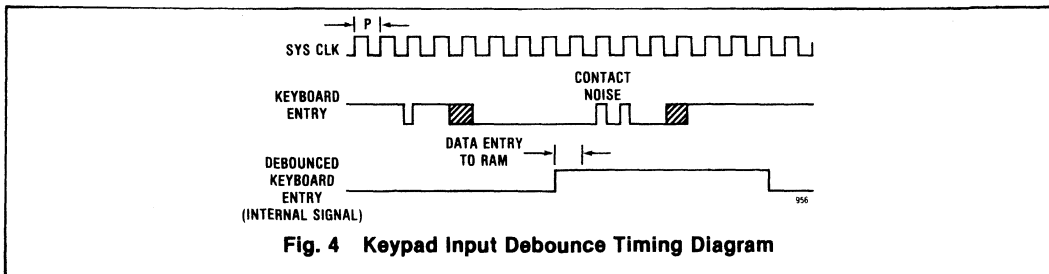 P
SYS CLK
CONTACT
NOISE
KEYBOARD
ENTRY
DATA ENTRY
TO RAM
DEBOUNCED
KEYBOARD
ENTRY
(INTERNAL SIGNAL)
956
Fig. 4 Keypad Input Debounce Timing Diagram